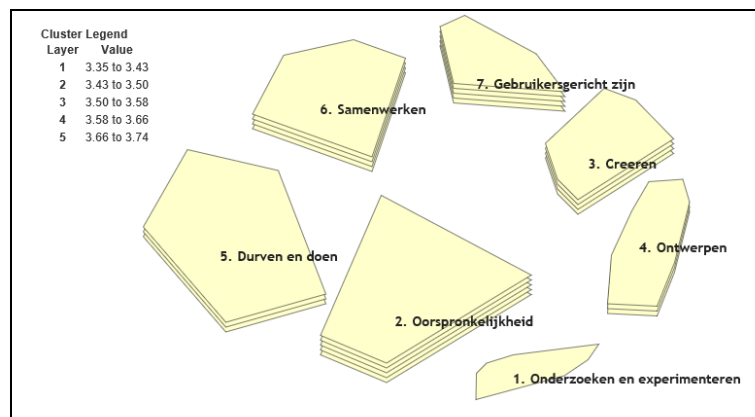 Cluster Legend
Layer Value
1 3.35 to 3.43
2 3.43 to 3.50
3 3.50 to 3.58
4 3.58 to 3.66
5 3.66 to 3.74
7. Gebruikersgericht zijn
6. Samenwerken
3. Creeren
4. Ontwerpen
5. Durven en doen
2. Oorspronkelijkheid
1. Onderzoeken en experimenteren